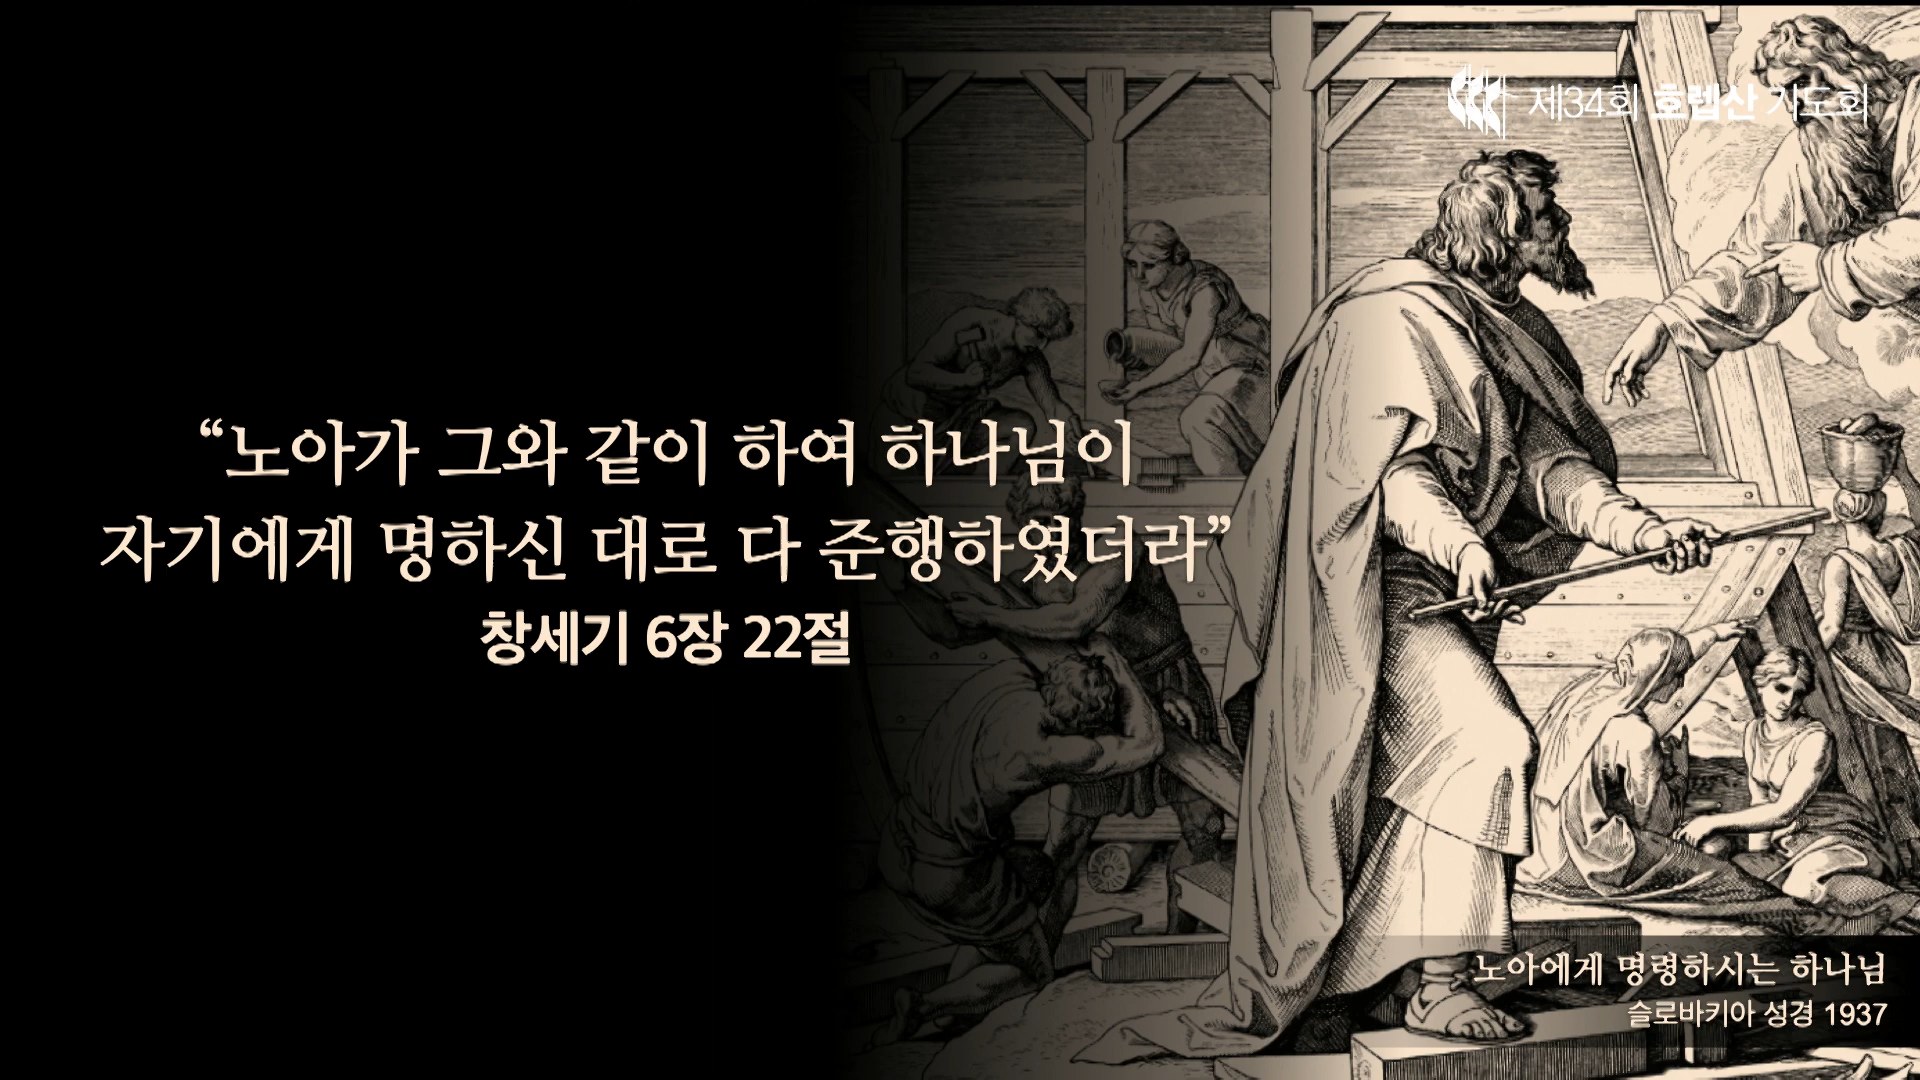 제34회 호렙산 기도회
“노아가 그와 같이 하여 하나님이
자기에게 명하신 대로 다 준행하였더라”
창세기 6장 22절
노아에게 명령하시는 하나님
슬로바키아 성경 1937